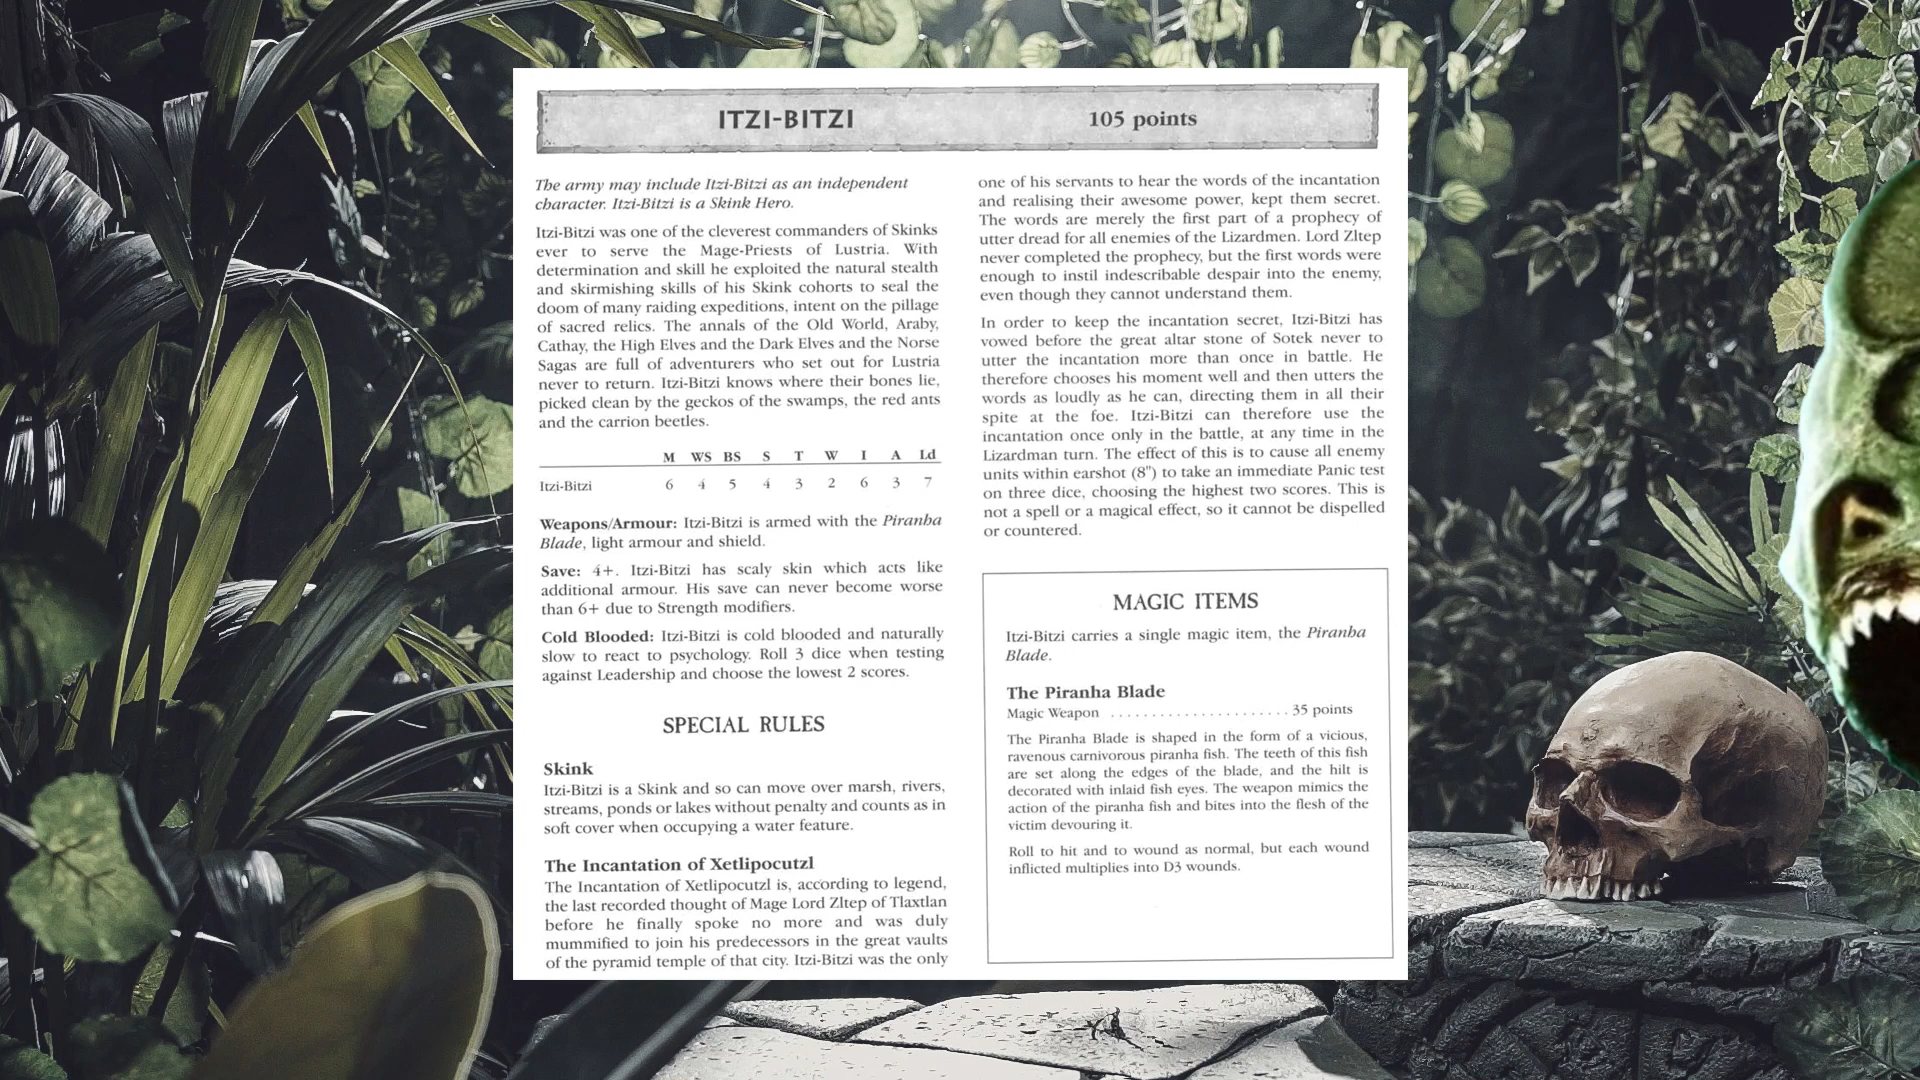 ITZI-BITZI 105 points
The army may include Itzi-Bitzi as an independent
character. Itzi-Bitzi is a Skink Hero.
Itzi-Bitzi was one of the cleverest commanders of Skinks
ever to serve the Mage-Priests of Lustria. With
determination and skill he exploited the natural stealth
and skirmishing skills of his Skink cohorts to seal the
doom of many raiding expeditions, intent on the pillage
of sacred relics. The annals of the Old World, Araby,
Cathay, the High Elves and the Dark Elves and the Norse
Sagas are full of adventurers who set out for Lustria
never to return. Itzi-Bitzi knows where their bones lie,
picked clean by the geckos of the swamps, the red ants
and the carrion beetles.
M WS BS S T W I A Ld
Itzi-Bitzi 6 4 5 4 3 2 6 3 7
Weapons/Armour: Itzi-Bitzi is armed with the Piranha
Blade, light armour and shield.
Save: 4+. Itzi-Bitzi has scaly skin which acts like
additional armour. His save can never become worse
than 6+ due to Strength modifiers.
Cold Blooded: Itzi-Bitzi is cold blooded and naturally
slow to react to psychology. Roll 3 dice when testing
against Leadership and choose the lowest 2 scores.
SPECIAL RULES
Skink
Itzi-Bitzi is a Skink and so can move over marsh, rivers,
streams, ponds or lakes without penalty and counts as in
soft cover when occupying a water feature.
The Incantation of Xetlipocutzl
The Incantation of Xetlipocutzl is, according to legend,
the last recorded thought of Mage Lord Zltep of Tlaxtlan
before he finally spoke no more and was duly
mummified to join his predecessors in the great vaults
of the pyramid temple of that city. Itzi-Bitzi was the only
one of his servants to hear the words of the incantation
and realising their awesome power, kept them secret.
The words are merely the first part of a prophecy of
utter dread for all enemies of the Lizardmen. Lord Zltep
never completed the prophecy, but the first words were
enough to instil indescribable despair into the enemy,
even though they cannot understand them.
In order to keep the incantation secret, Itzi-Bitzi has
vowed before the great altar stone of Sotek never to
utter the incantation more than once in battle. He
therefore chooses his moment well and then utters the
words as loudly as he can, directing them in all their
spite at the foe. Itzi-Bitzi can therefore use the
incantation once only in the battle, at any time in the
Lizardman turn. The effect of this is to cause all enemy
units within earshot (8") to take an immediate Panic test
on three dice, choosing the highest two scores. This is
not a spell or a magical effect, so it cannot be dispelled
or countered.
MAGIC ITEMS
Itzi-Bitzi carries a single magic item, the Piranha
Blade.
The Piranha Blade
Magic Weapon ...................... 35 points
The Piranha Blade is shaped in the form of a vicious,
ravenous carnivorous piranha fish. The teeth of this fish
are set along the edges of the blade, and the hilt is
decorated with inlaid fish eyes. The weapon mimics the
action of the piranha fish and bites into the flesh of the
victim devouring it.
Roll to hit and to wound as normal, but each wound
inflicted multiplies into D3 wounds.